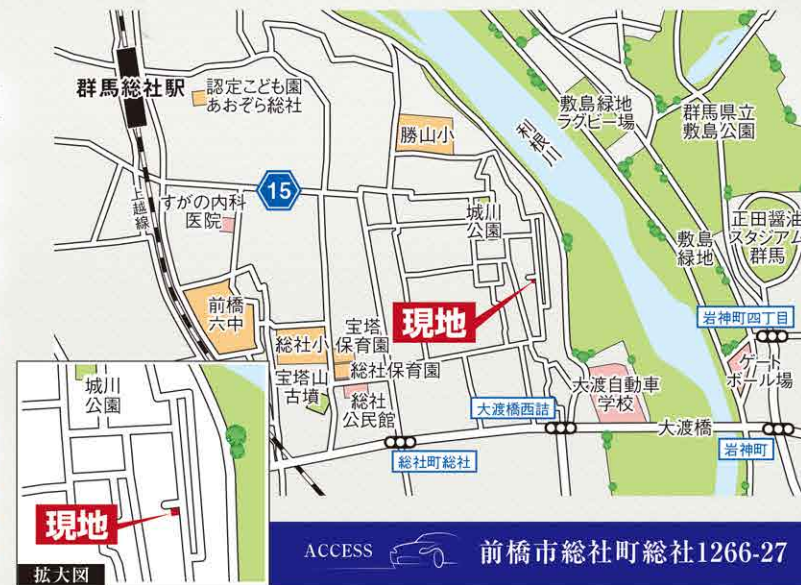 群馬総社駅
認定こども園
あおぞら総社
勝山小
利根川
敷島緑地
ラグビー場
群馬県立
敷島公園
上越線
すがの内科
医院
15
城川
公園
敷島
緑地
正田醤油
スタジアム
群馬
前橋
六中
現地
岩神町四丁目
総社小
宝塔
保育園
総社保育園
宝塔山
古墳
総社
公民館
大渡自動車
学校
ゲート
ボール場
大渡橋西詰
大渡橋
総社町総社
岩神町
城川
公園
現地
拡大図
ACCESS
前橋市総社町総社1266-27